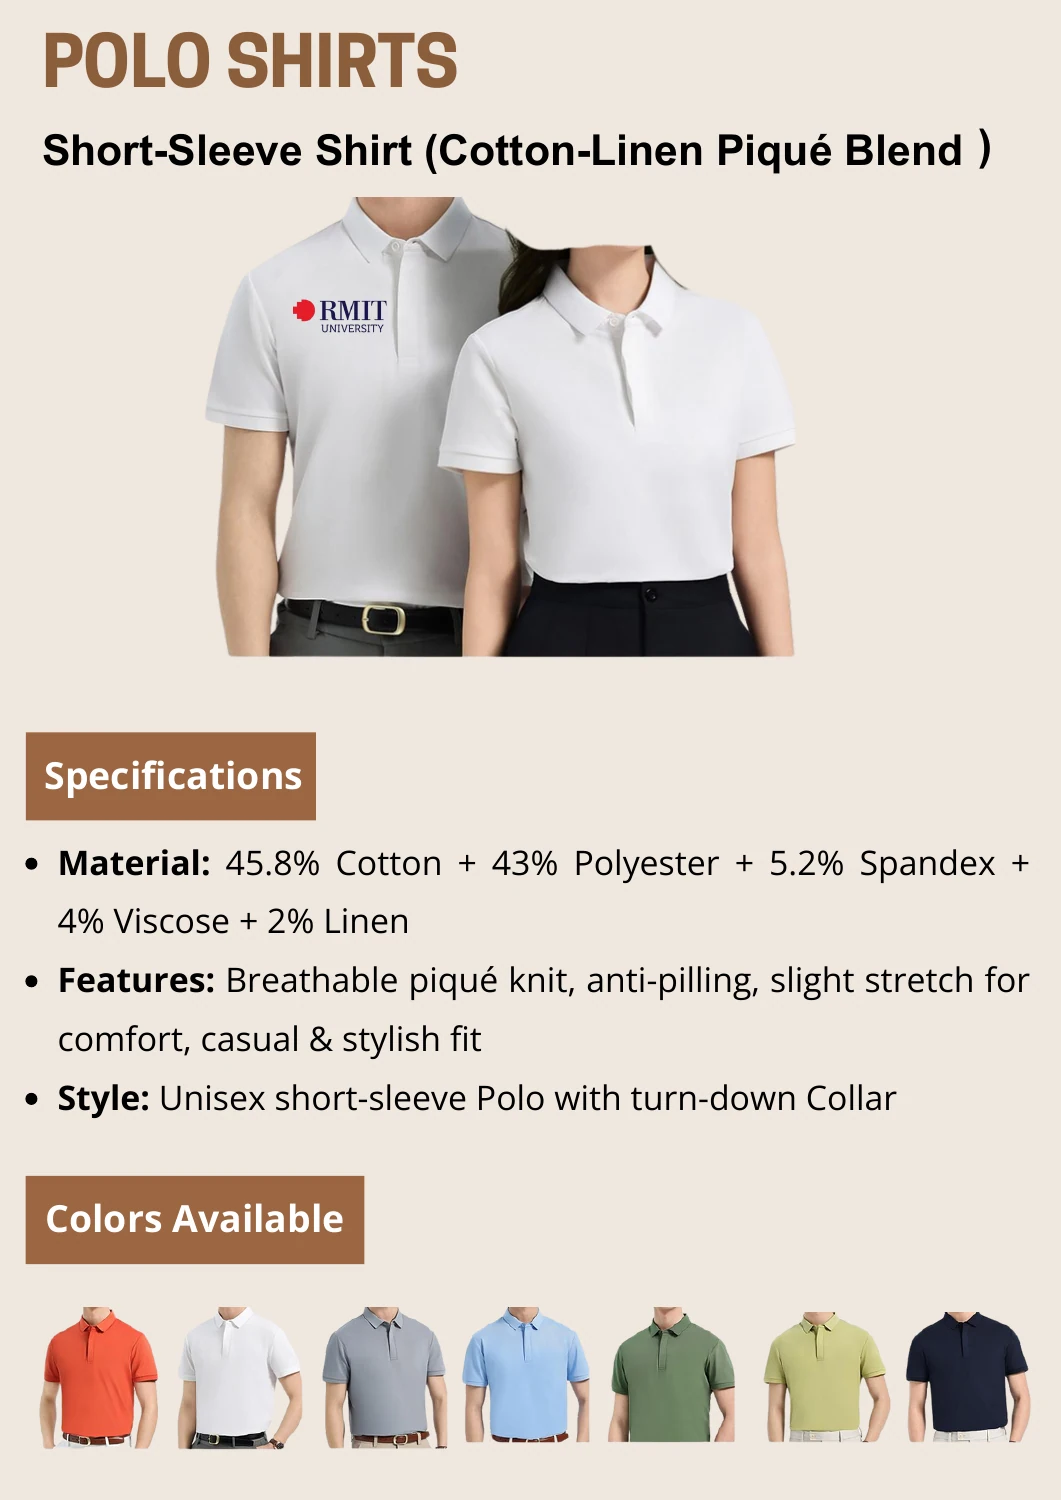 POLO SHIRTS
Short-Sleeve Shirt (Cotton-Linen Piqué Blend )
RMIT
UNIVERSITY
Specifications
• Material: 45.8% Cotton + 43% Polyester + 5.2% Spandex +
4% Viscose + 2% Linen
• Features: Breathable piqué knit, anti-pilling, slight stretch for
comfort, casual & stylish fit
• Style: Unisex short-sleeve Polo with turn-down Collar
Colors Available